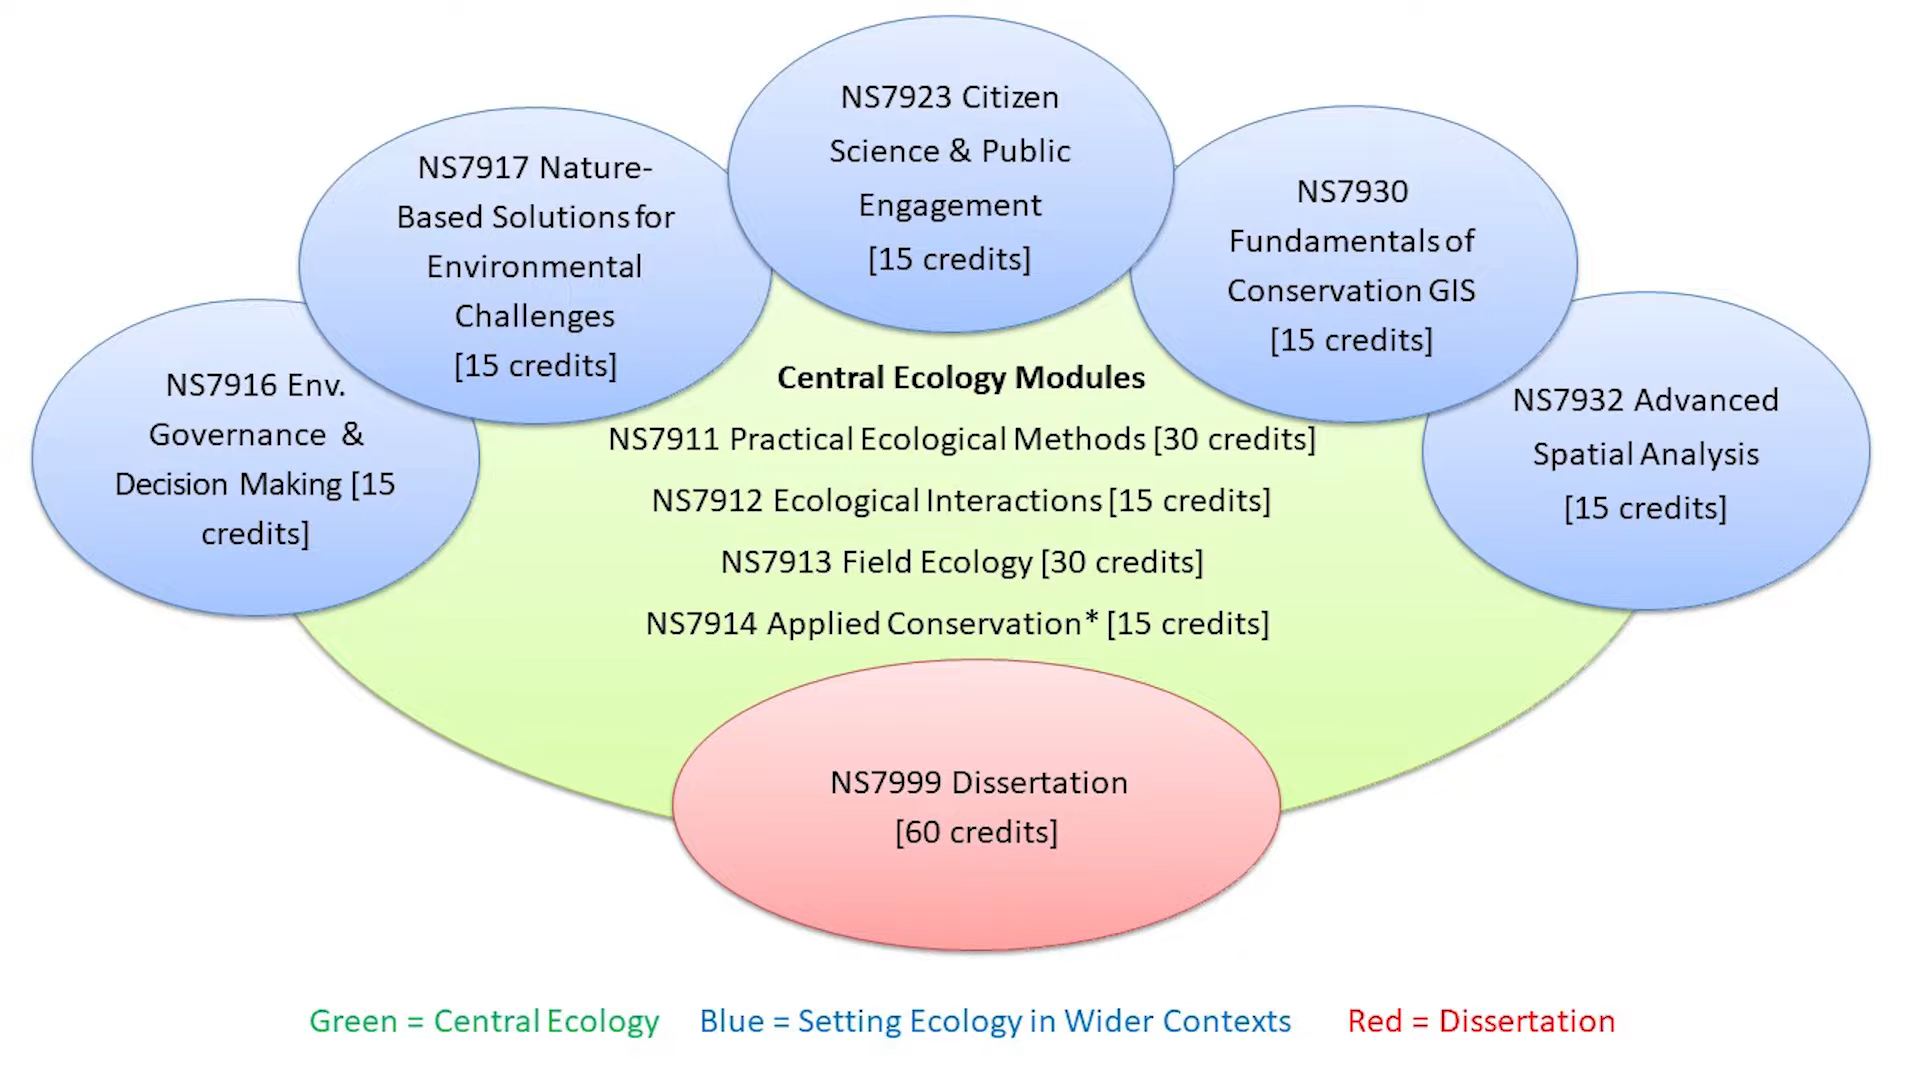 NS7923 Citizen
Science & Public
Engagement
[15 credits]
NS7917 Nature-
Based Solutions for
Environmental
Challenges
[15 credits]
NS7930
Fundamentals of
Conservation GIS
[15 credits]
NS7916 Env.
Governance & 
Decision Making [15
credits]
NS7932 Advanced
Spatial Analysis
[15 credits]
Central Ecology Modules
NS7911 Practical Ecological Methods [30 credits]
NS7912 Ecological Interactions [15 credits]
NS7913 Field Ecology [30 credits]
NS7914 Applied Conservation* [15 credits]
NS7999 Dissertation
[60 credits]
Green = Central Ecology
Blue = Setting Ecology in Wider Contexts
Red = Dissertation